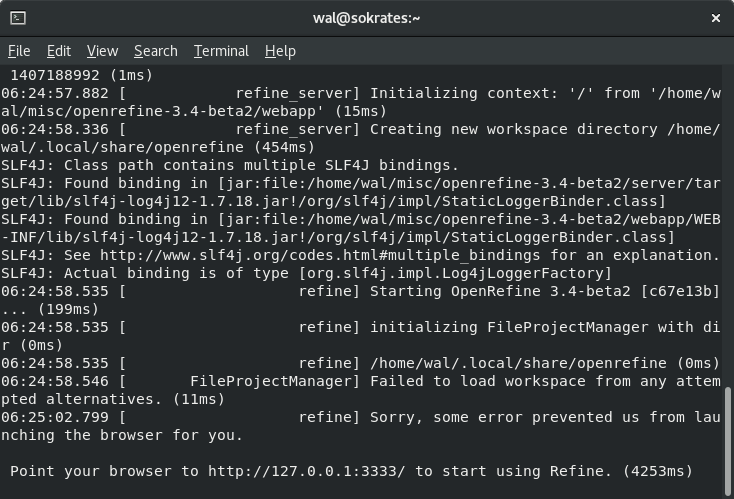 wal@sokrates:~
File Edit View Search Terminal Help
1407188992 (1ms)
06:24:57.882 [            refine_server] Initializing context: '/' from '/home/w
al/misc/openrefine-3.4-beta2/webapp' (15ms)
06:24:58.336 [            refine_server] Creating new workspace directory /home/
wal/.local/share/openrefine (454ms)
SLF4J: Class path contains multiple SLF4J bindings.
SLF4J: Found binding in [jar:file:/home/wal/misc/openrefine-3.4-beta2/server/tar
get/lib/slf4j-log4j12-1.7.18.jar!/org/slf4j/impl/StaticLoggerBinder.class]
SLF4J: Found binding in [jar:file:/home/wal/misc/openrefine-3.4-beta2/webapp/WEB
-INF/lib/slf4j-log4j12-1.7.18.jar!/org/slf4j/impl/StaticLoggerBinder.class]
SLF4J: See http://www.slf4j.org/codes.html#multiple_bindings for an explanation.
SLF4J: Actual binding is of type [org.slf4j.impl.Log4jLoggerFactory]
06:24:58.535 [                   refine] Starting OpenRefine 3.4-beta2 [c67e13b]
... (199ms)
06:24:58.535 [                   refine] initializing FileProjectManager with di
r (0ms)
06:24:58.535 [                   refine] /home/wal/.local/share/openrefine (0ms)
06:24:58.546 [       FileProjectManager] Failed to load workspace from any attem
pted alternatives. (11ms)
06:25:02.799 [                   refine] Sorry, some error prevented us from lau
nching the browser for you.
Point your browser to http://127.0.0.1:3333/ to start using Refine. (4253ms)